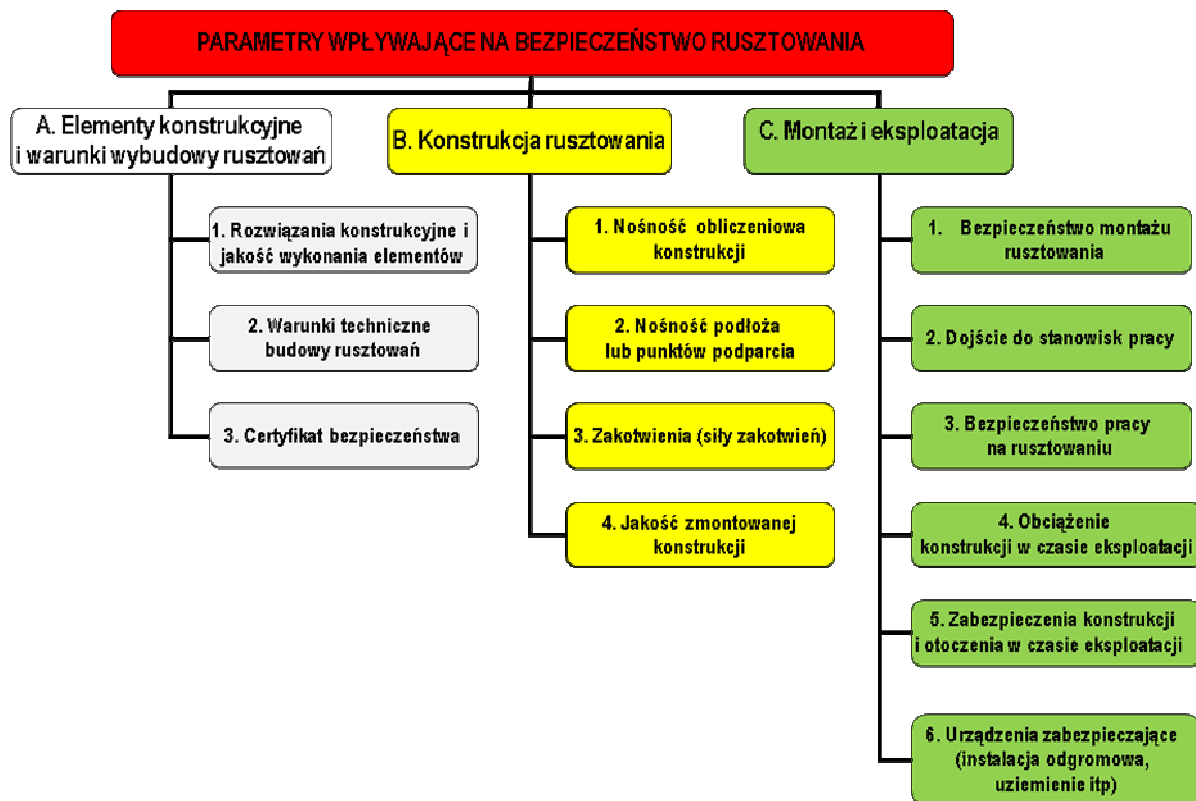 PARAMETRY WPŁYWAJĄCE NA BEZPIECZEŃSTWO RUSZTOWANIA
A. Elementy konstrukcyjne
i warunki wybudowy rusztowań
1. Rozwiązania konstrukcyjne i
jakość wykonania elementów
2. Warunki techniczne
budowy rusztowań
3. Certyfikat bezpieczeństwa
B. Konstrukcja rusztowania
1. Nośność obliczeniowa
konstrukcji
2. Nośność podłoża
lub punktów podparcia
3. Zakotwienia (siły zakotwień)
4. Jakość zmontowanej
konstrukcji
C. Montaż i eksploatacja
1. Bezpieczeństwo montażu
rusztowania
2. Dojście do stanowisk pracy
3. Bezpieczeństwo pracy
na rusztowaniu
4. Obciążenie
konstrukcji w czasie eksploatacji
5. Zabezpieczenia konstrukcji
i otoczenia w czasie eksploatacji
6. Urządzenia zabezpieczające
(instalacja odgromowa,
uziemienie itp)